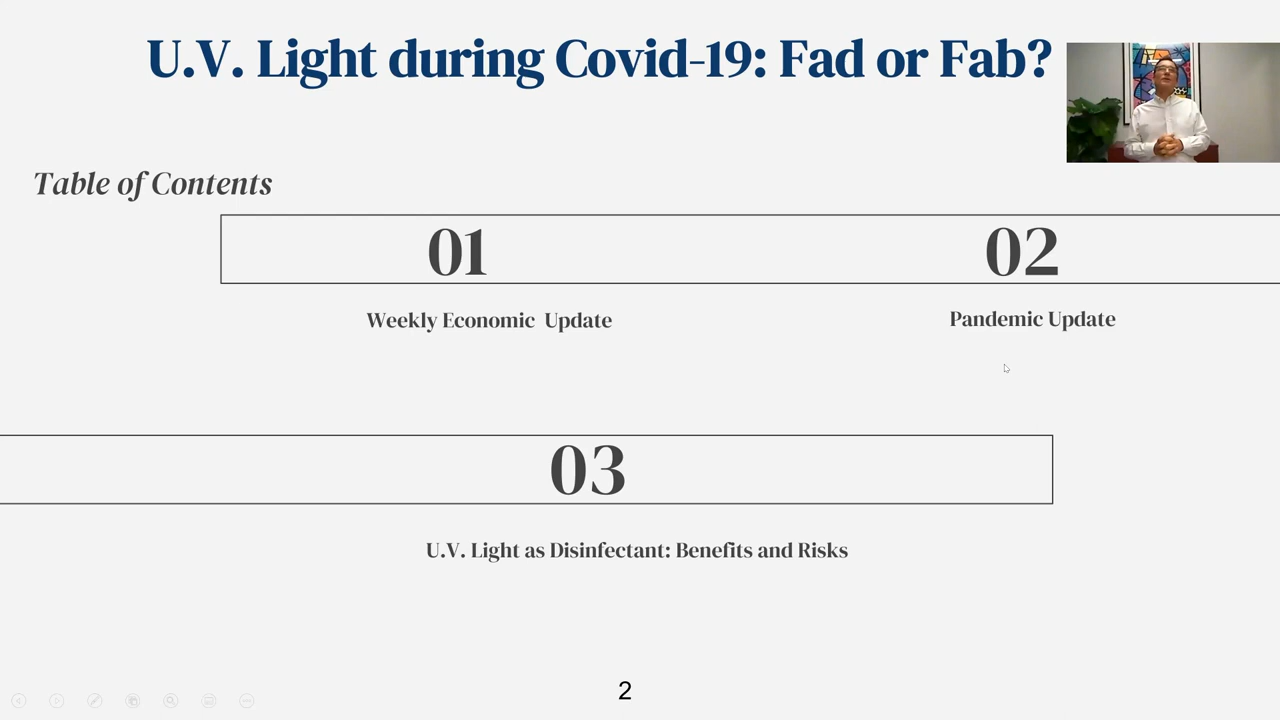 U.V. Light during Covid-19: Fad or Fab?
Table of Contents
01
02
Weekly Economic Update
Pandemic Update
03
U.V. Light as Disinfectant: Benefits and Risks
2